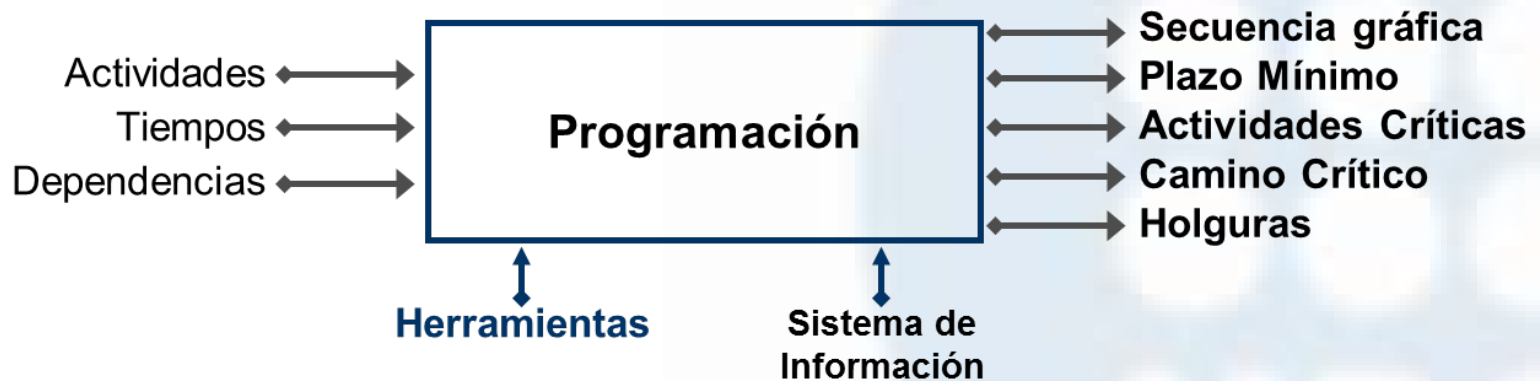 Actividades
Tiempos
Dependencias
Programación
Secuencia gráfica
Plazo Mínimo
Actividades Críticas
Camino Crítico
Holguras
Herramientas
Sistema de
Información